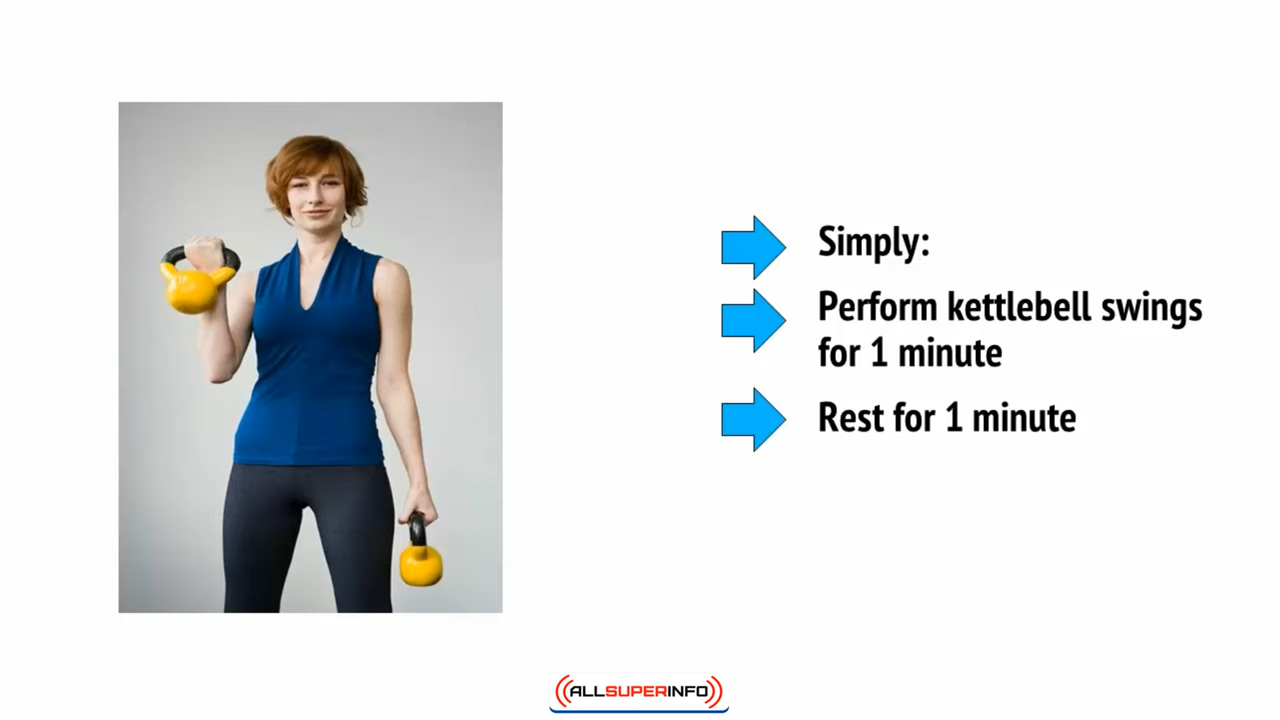 Simply:
Perform kettlebell swings
for 1 minute
Rest for 1 minute
ALLSUPERINFO